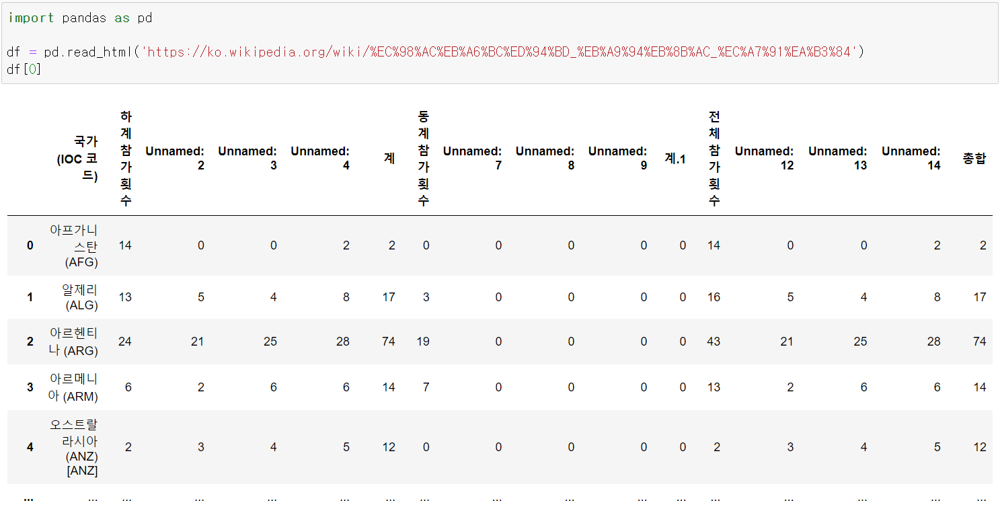 import pandas as pd
df = pd.read_html('https://ko.wikipedia.org/wiki/%EC%98%AC%EB%A6%BC%ED%94%BD_%EB%A9%94%EB%8B%AC_%EC%A7%91%EA%B3%84')
df[0]
국가 (IOC 코드) 하계참가횟수 Unnamed: 2 Unnamed: 3 Unnamed: 4 계 동계참가횟수 Unnamed: 7 Unnamed: 8 Unnamed: 9 계.1 전체참가횟수 Unnamed: 12 Unnamed: 13 Unnamed: 14 총합
0 아프가니스탄 (AFG) 14 0 0 2 2 0 0 0 0 0 14 0 0 2 2
1 알제리 (ALG) 13 5 4 8 17 3 0 0 0 0 16 5 4 8 17
2 아르헨티나 (ARG) 24 21 25 28 74 19 0 0 0 0 43 21 25 28 74
3 아르메니아 (ARM) 6 2 6 6 14 7 0 0 0 0 13 2 6 6 14
4 오스트랄라시아 (ANZ) [ANZ] 2 3 4 5 12 0 0 0 0 0 2 3 4 5 12
... ... ... ... ... ... ... ... ... ... ... ... ... ... ... ... ...